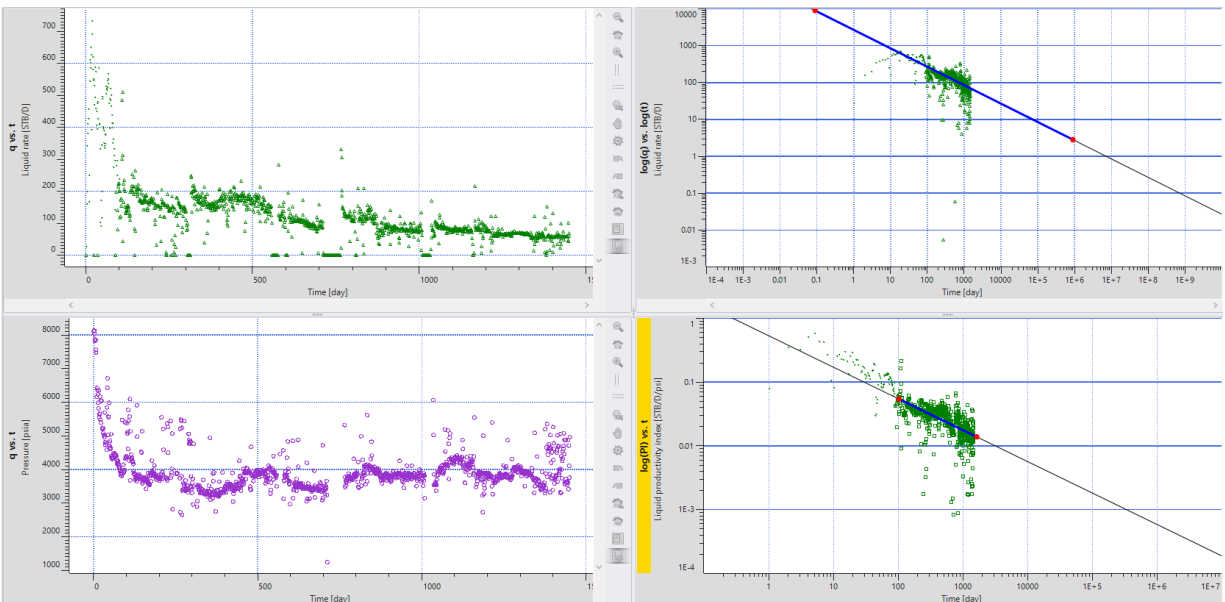 q vs. t
Liquid rate [STB/D]
700
600
500
400
300
200
100
0
0
500
1000
15
Time [day]
log(q) vs. log(t)
Liquid rate [STB/D]
10000
1000
100
10
1
0.1
0.01
1E-3
1E-4
1E-3
0.01
0.1
1
10
100
1000
1E+5
1E+6
1E+7
1E+8
1E+9
Time [day]
q vs. t
Pressure [psia]
8000
7000
6000
5000
4000
3000
2000
1000
0
500
1000
15
Time [day]
log(PI) vs. t
Liquid productivity index [STB/D/psi]
1
0.1
0.01
1E-3
1E-4
1
10
100
1000
1E+5
1E+6
1E+7
Time [day]